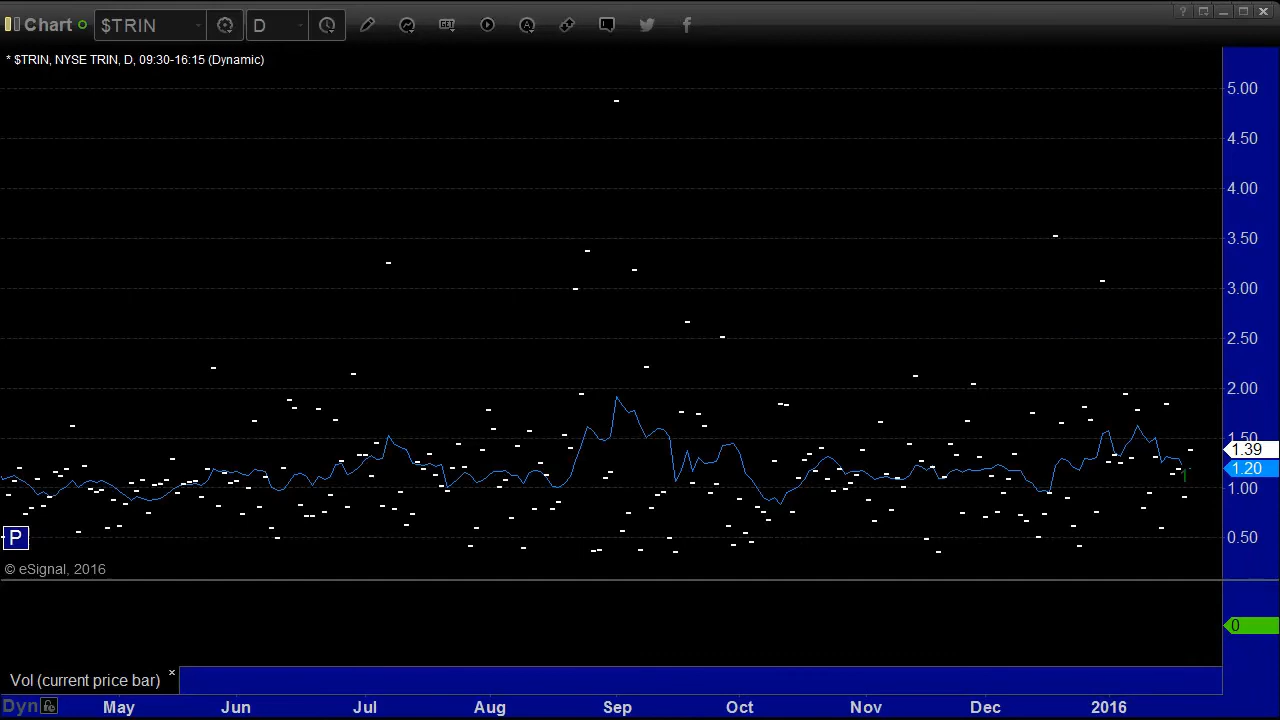 Chart $TRIN D GET A
* $TRIN, NYSE TRIN, D, 09:30-16:15 (Dynamic)
5.00
4.50
4.00
3.50
3.00
2.50
2.00
1.50
1.39
1.20
1.00
0.50
P
© eSignal, 2016
0
Vol (current price bar) ×
Dyn May Jun Jul Aug Sep Oct Nov Dec 2016